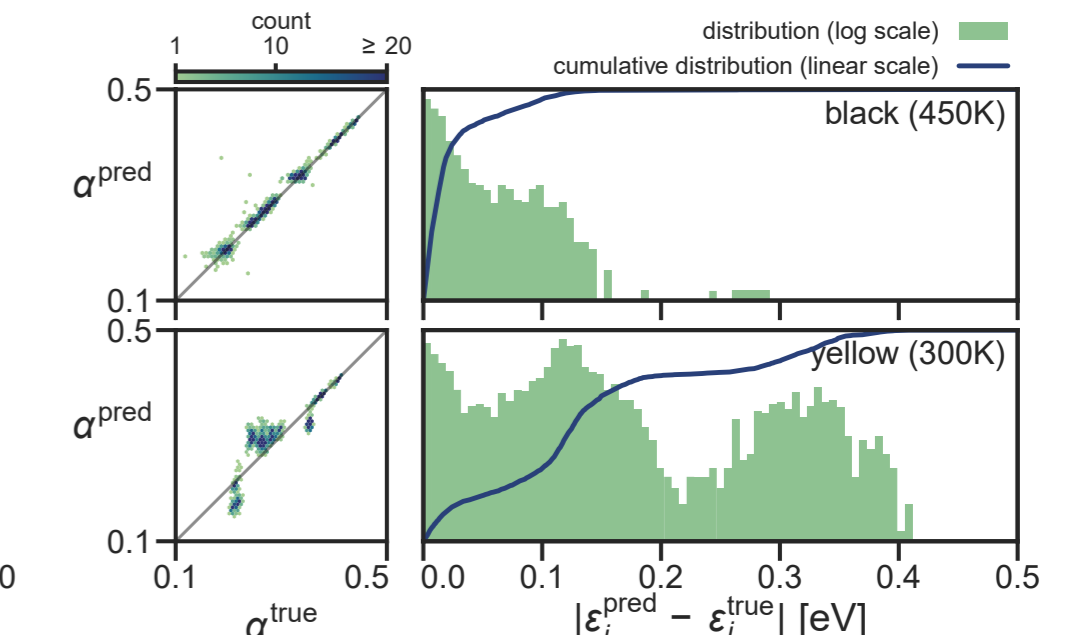 count
1 10 ≥ 20
distribution (log scale)
cumulative distribution (linear scale)
0.5
α^pred
0.1
black (450K)
0.5
α^pred
0.1
yellow (300K)
0
0.1 0.5
α^true
0.0 0.1 0.2 0.3 0.4 0.5
|ε_i^pred − ε_i^true| [eV]